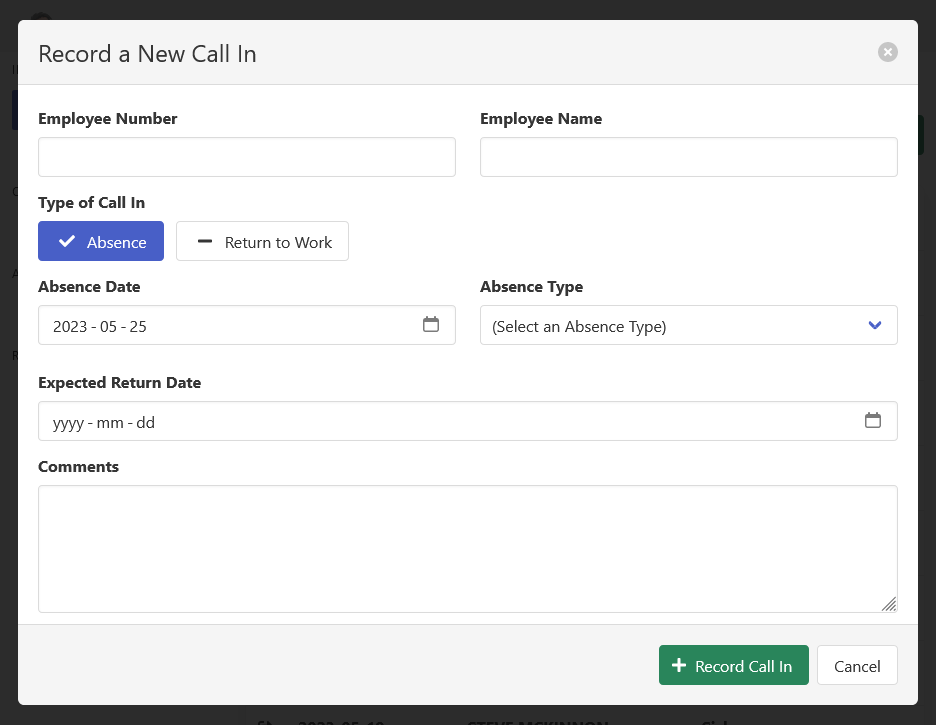 Record a New Call In
Employee Number
Employee Name
Type of Call In
Absence
Return to Work
Absence Date
Absence Type
2023 - 05 - 25
(Select an Absence Type)
Expected Return Date
yyyy - mm - dd
Comments
Record Call In
Cancel